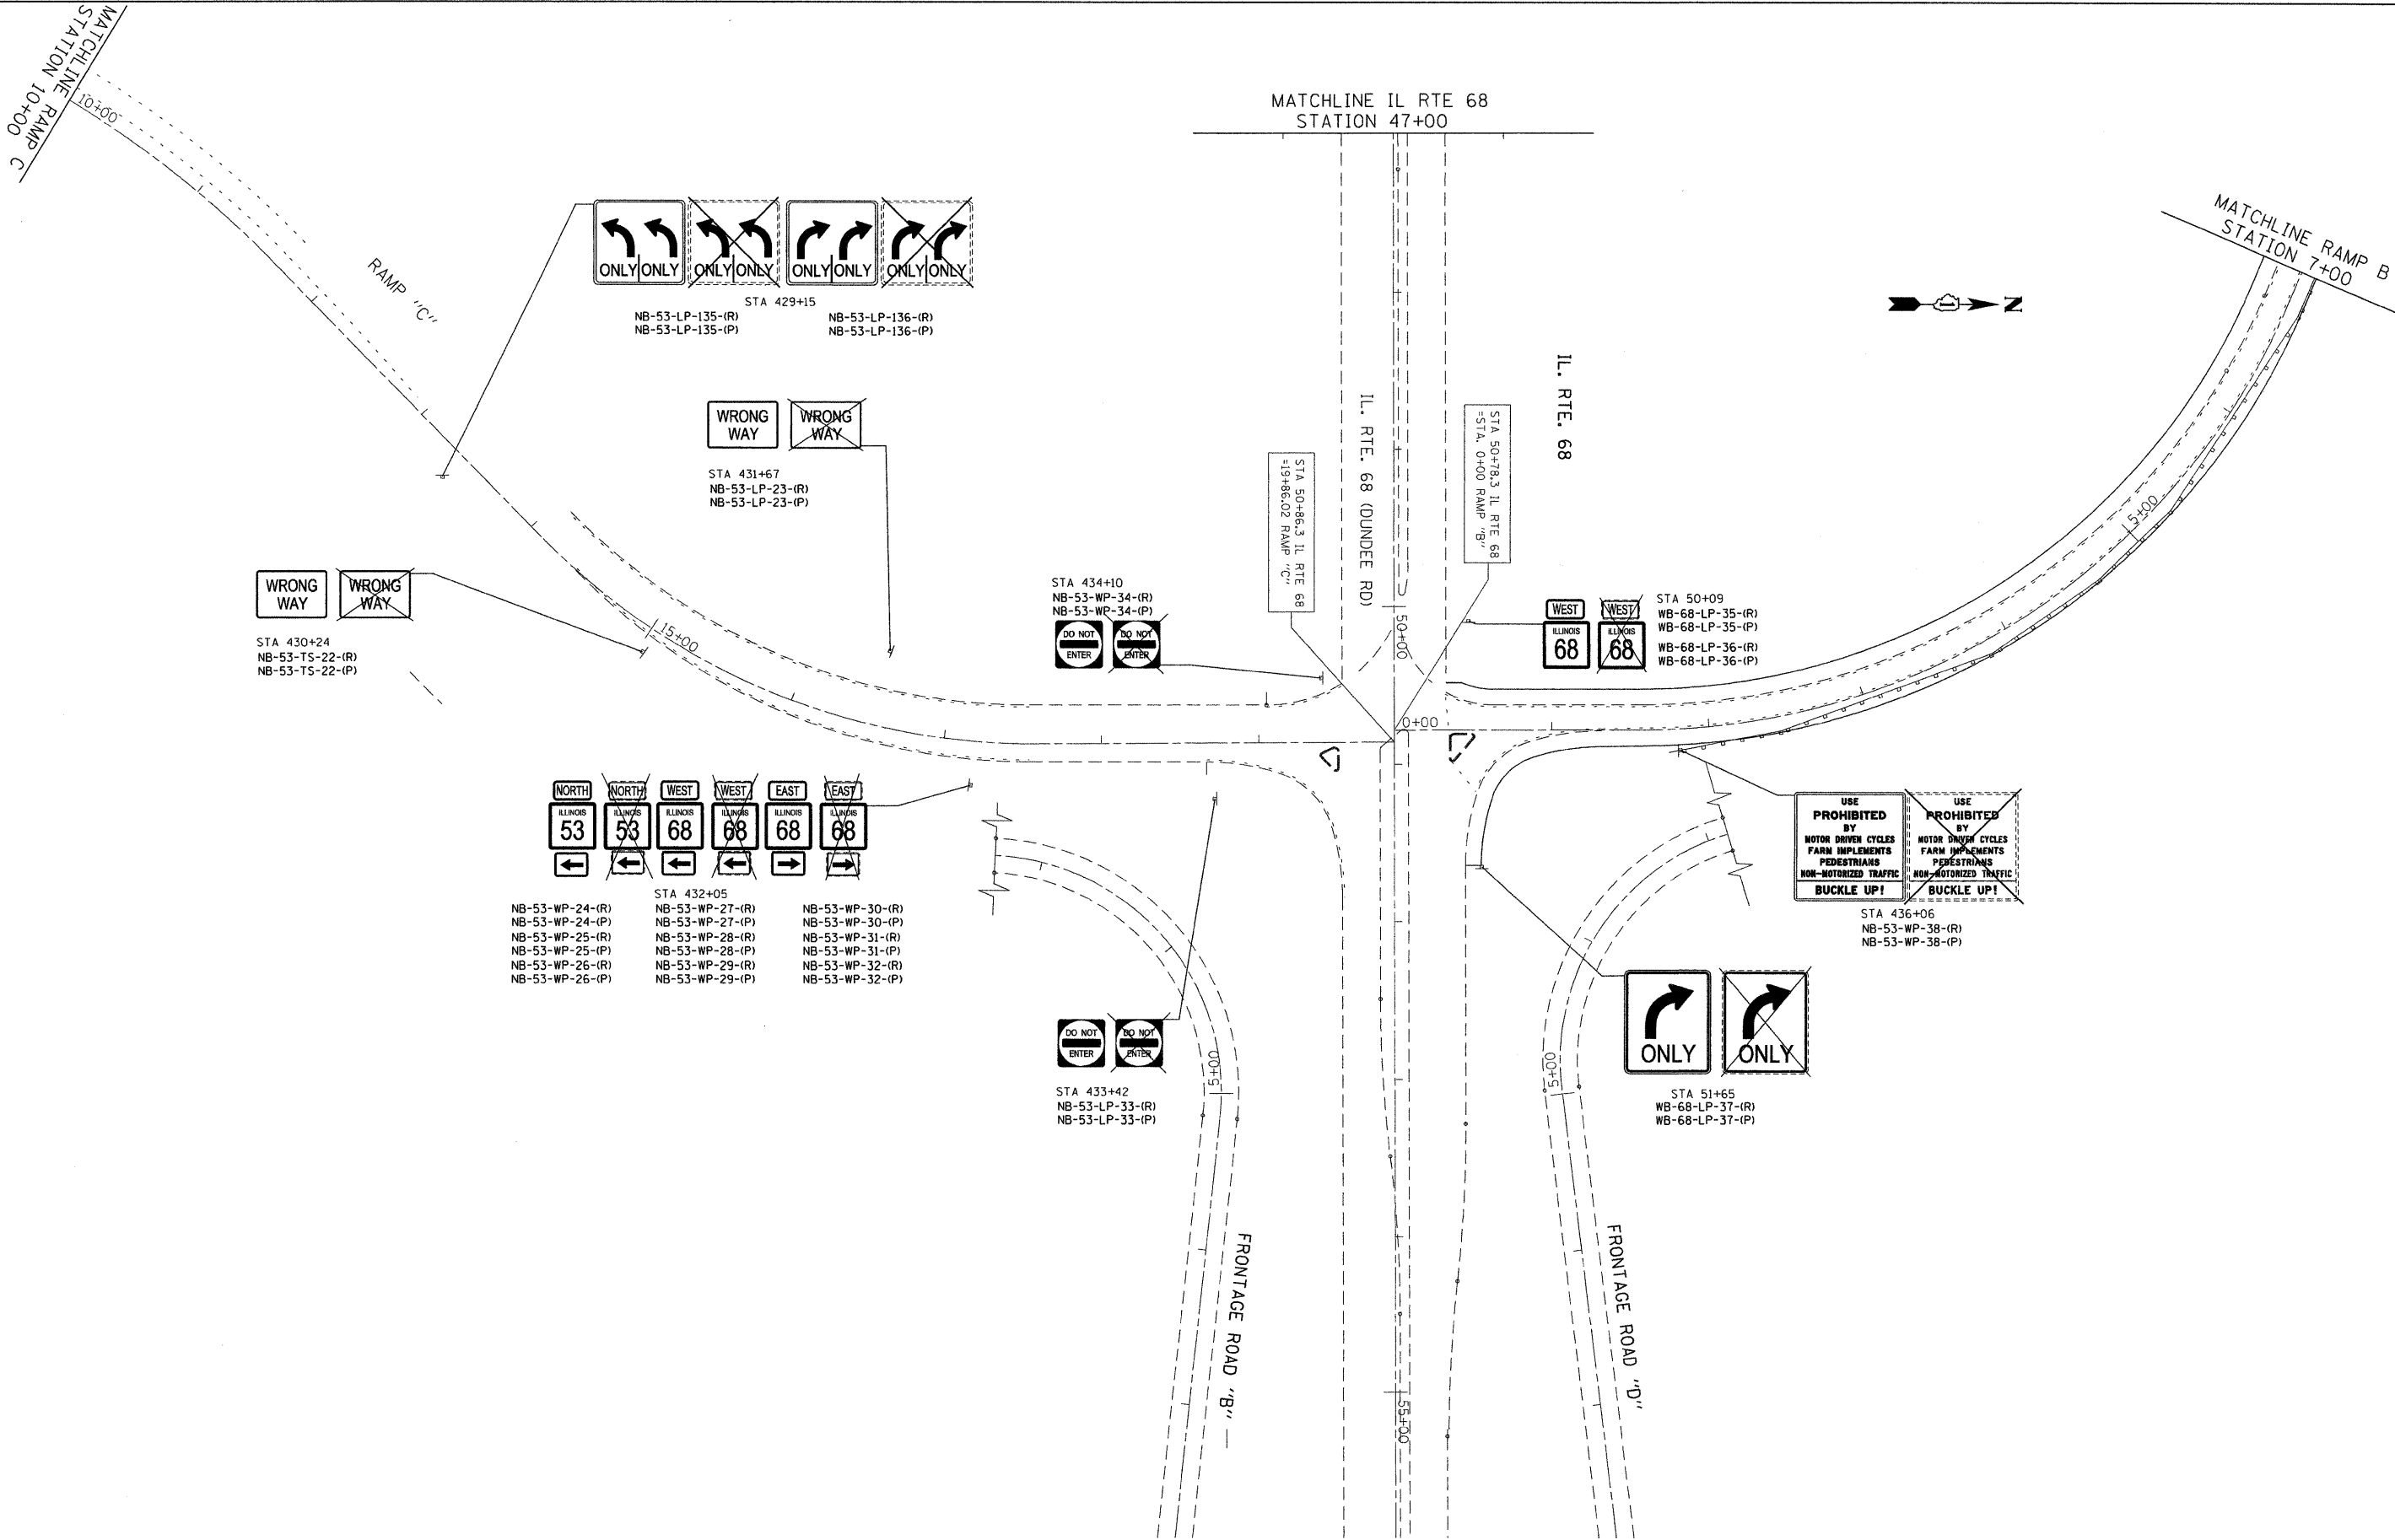 MATCHLINE RAMP C
STATION 10+00
10+00
RAMP "C"
MATCHLINE IL RTE 68
STATION 47+00
MATCHLINE RAMP B
STATION 7+00
N
ONLY ONLY
ONLY ONLY
ONLY ONLY
ONLY ONLY
STA 429+15
NB-53-LP-135-(R)
NB-53-LP-135-(P)
NB-53-LP-136-(R)
NB-53-LP-136-(P)
WRONG
WAY
WRONG
WAY
STA 431+67
NB-53-LP-23-(R)
NB-53-LP-23-(P)
WRONG
WAY
WRONG
WAY
STA 430+24
NB-53-TS-22-(R)
NB-53-TS-22-(P)
15+00
STA 434+10
NB-53-WP-34-(R)
NB-53-WP-34-(P)
DO NOT
ENTER
DO NOT
ENTER
STA 50+86.3 IL RTE 68
=19+86.02 RAMP "C"
IL. RTE. 68 (DUNDEE RD)
STA 50+78.3 IL RTE 68
=STA. 0+00 RAMP "B"
IL. RTE. 68
50+00
0+00
5+00
WEST
ILLINOIS
68
WEST
ILLINOIS
68
STA 50+09
WB-68-LP-35-(R)
WB-68-LP-35-(P)
WB-68-LP-36-(R)
WB-68-LP-36-(P)
NORTH
ILLINOIS
53
NORTH
ILLINOIS
53
WEST
ILLINOIS
68
WEST
ILLINOIS
68
EAST
ILLINOIS
68
EAST
ILLINOIS
68
STA 432+05
NB-53-WP-24-(R)
NB-53-WP-24-(P)
NB-53-WP-25-(R)
NB-53-WP-25-(P)
NB-53-WP-26-(R)
NB-53-WP-26-(P)
NB-53-WP-27-(R)
NB-53-WP-27-(P)
NB-53-WP-28-(R)
NB-53-WP-28-(P)
NB-53-WP-29-(R)
NB-53-WP-29-(P)
NB-53-WP-30-(R)
NB-53-WP-30-(P)
NB-53-WP-31-(R)
NB-53-WP-31-(P)
NB-53-WP-32-(R)
NB-53-WP-32-(P)
USE
PROHIBITED
BY
MOTOR DRIVEN CYCLES
FARM IMPLEMENTS
PEDESTRIANS
NON-MOTORIZED TRAFFIC
BUCKLE UP!
USE
PROHIBITED
BY
MOTOR DRIVEN CYCLES
FARM IMPLEMENTS
PEDESTRIANS
NON-MOTORIZED TRAFFIC
BUCKLE UP!
STA 436+06
NB-53-WP-38-(R)
NB-53-WP-38-(P)
DO NOT
ENTER
DO NOT
ENTER
STA 433+42
NB-53-LP-33-(R)
NB-53-LP-33-(P)
5+00
5+00
ONLY
ONLY
STA 51+65
WB-68-LP-37-(R)
WB-68-LP-37-(P)
FRONTAGE ROAD "B"
55+00
FRONTAGE ROAD "D"